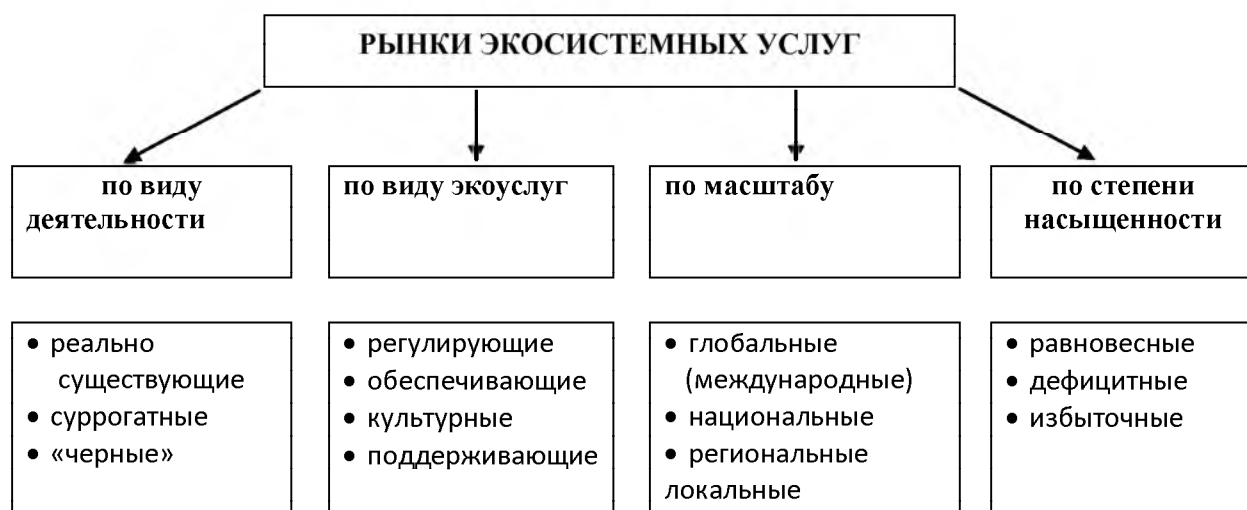 РЫНКИ ЭКОСИСТЕМНЫХ УСЛУГ
по виду
деятельности
по виду экоуслуг
по масштабу
по степени
насыщенности
• реально
существующие
• суррогатные
• «черные»
• регулирующие
• обеспечивающие
• культурные
• поддерживающие
• глобальные
(международные)
• национальные
• региональные
локальные
• равновесные
• дефицитные
• избыточные